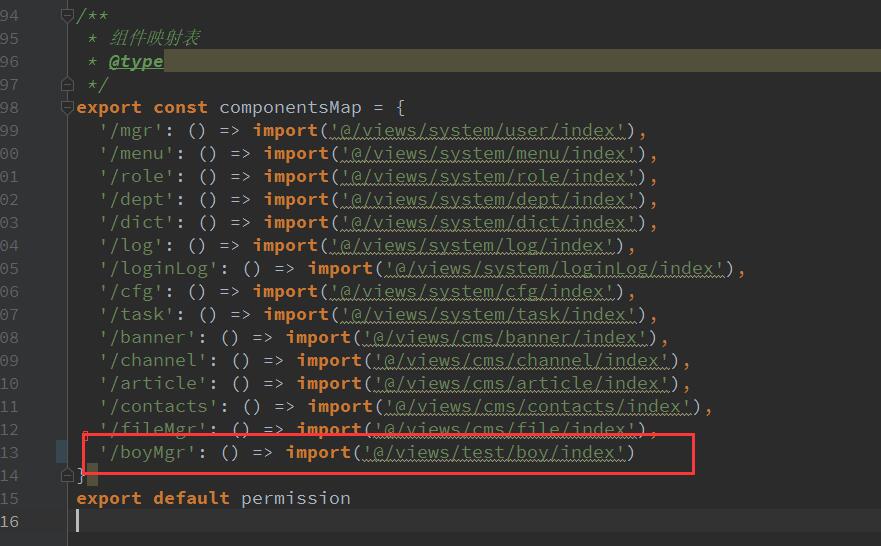 94 /**
95 * 组件映射表
96 * @type
97 */
98 export const componentsMap = {
99 '/mgr': () => import('@/views/system/user/index'),
00 '/menu': () => import('@/views/system/menu/index'),
01 '/role': () => import('@/views/system/role/index'),
02 '/dept': () => import('@/views/system/dept/index'),
03 '/dict': () => import('@/views/system/dict/index'),
04 '/log': () => import('@/views/system/log/index'),
05 '/loginLog': () => import('@/views/system/loginLog/index'),
06 '/cfg': () => import('@/views/system/cfg/index'),
07 '/task': () => import('@/views/system/task/index'),
08 '/banner': () => import('@/views/cms/banner/index'),
09 '/channel': () => import('@/views/cms/channel/index'),
10 '/article': () => import('@/views/cms/article/index'),
11 '/contacts': () => import('@/views/cms/contacts/index'),
12 '/fileMgr': () => import('@/views/cms/file/index'),
13 '/boyMgr': () => import('@/views/test/boy/index')
14 }
15 export default permission
16